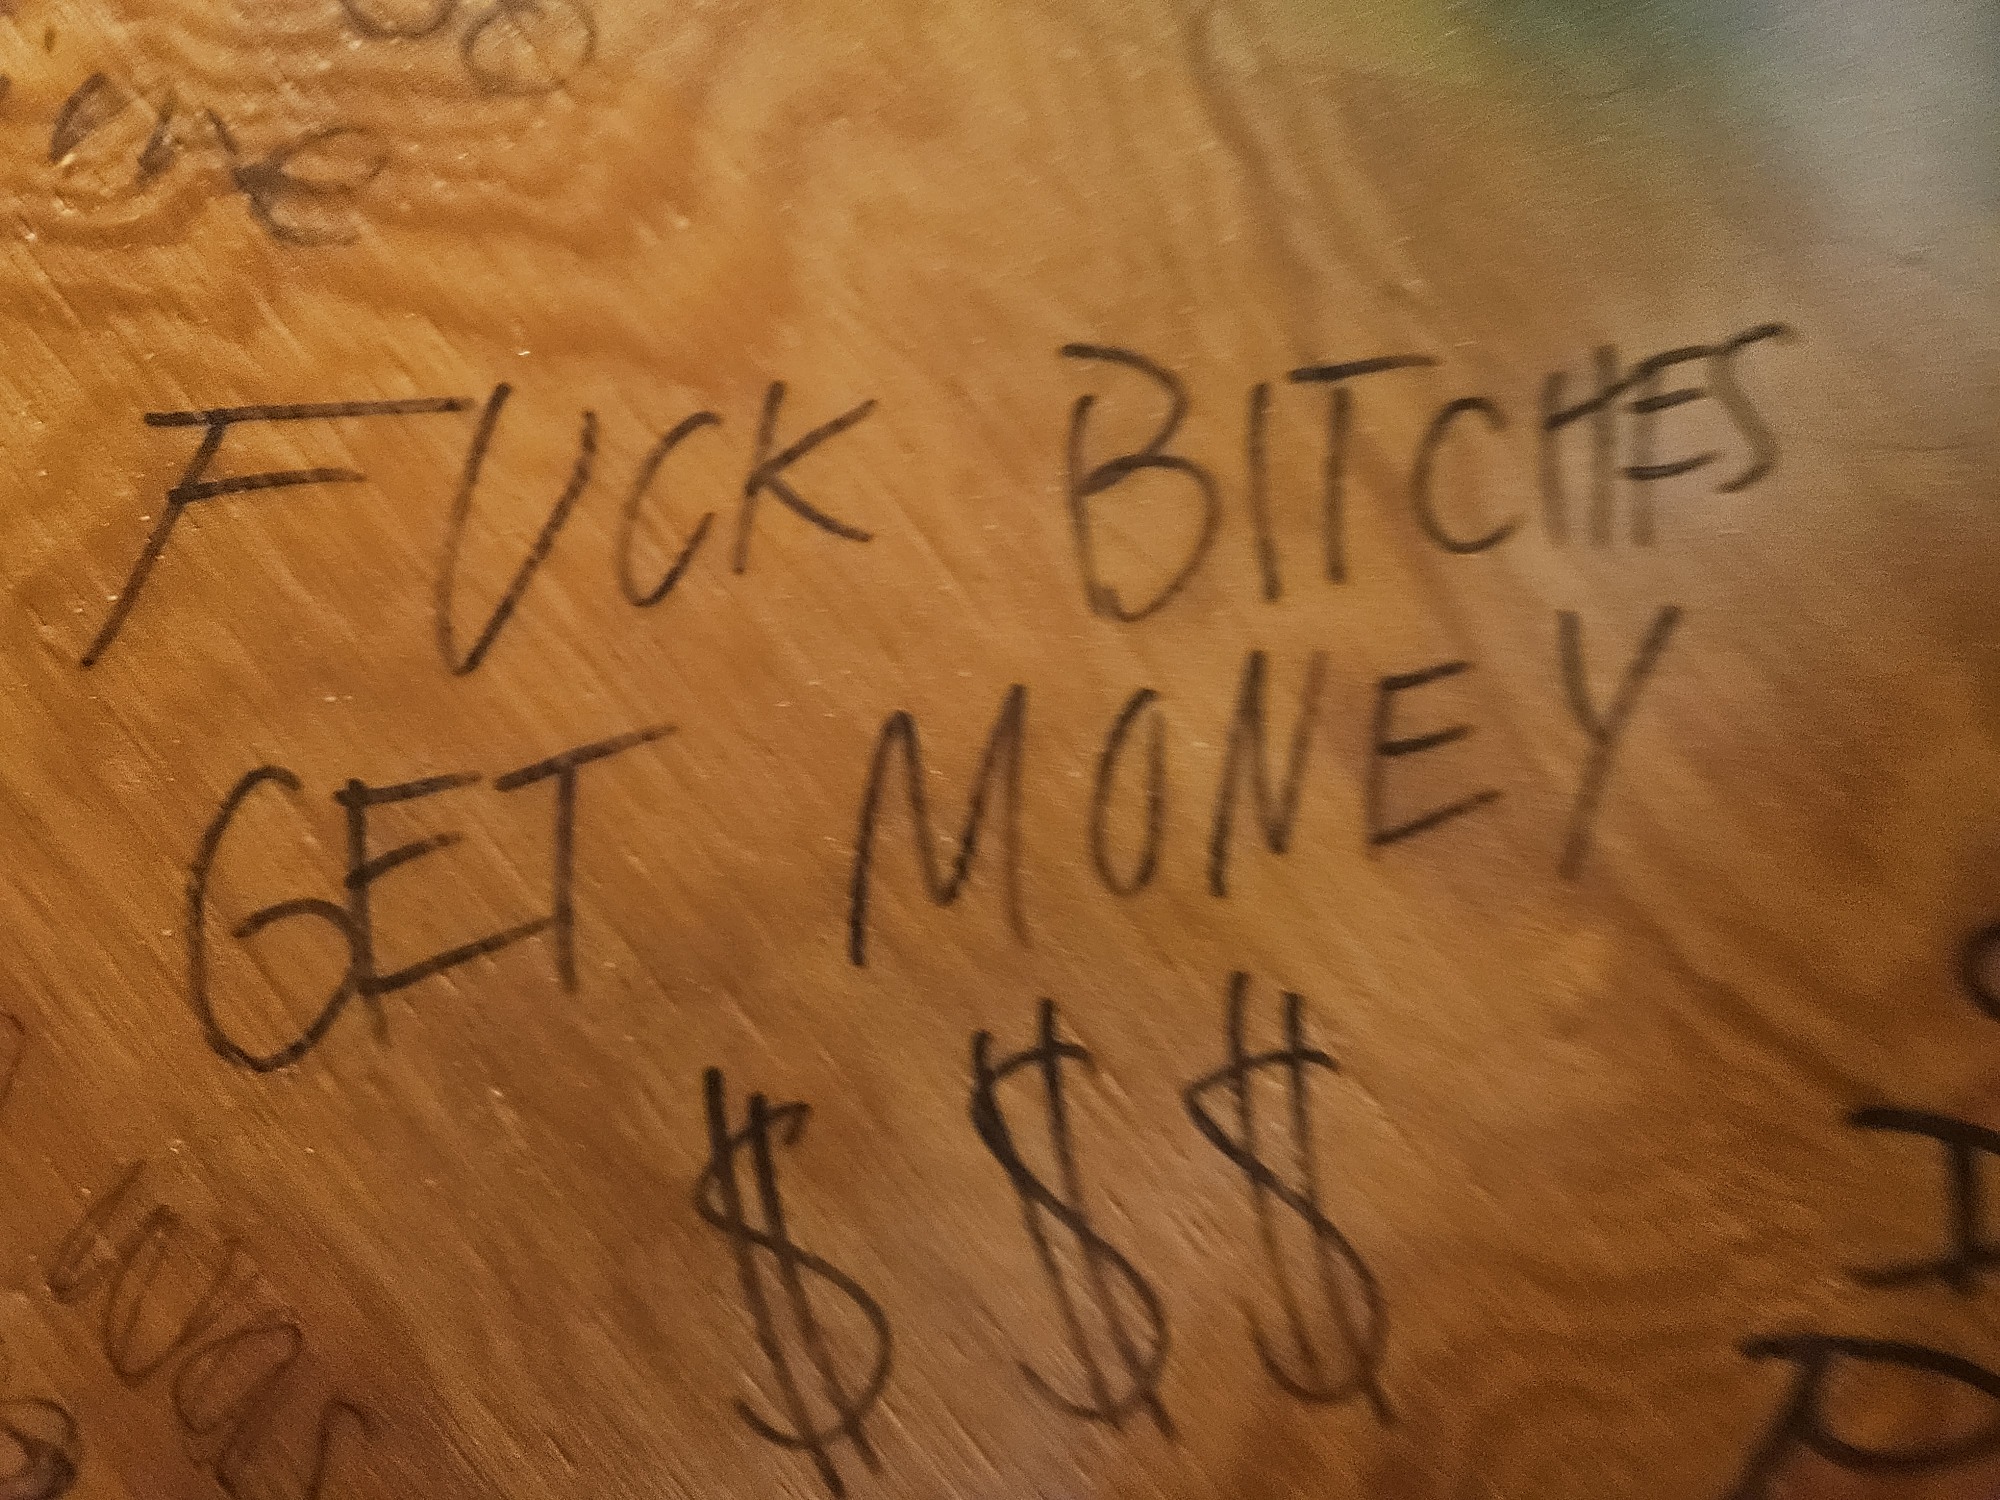 FUCK BITCHES
GET MONEY
$ $ $